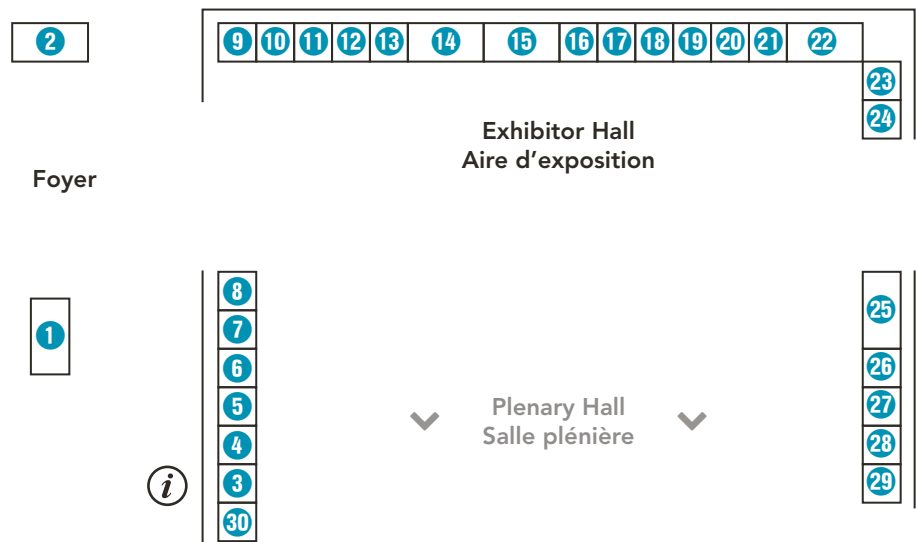 2
9 10 11 12 13 14 15 16 17 18 19 20 21 22
23
24
Exhibitor Hall
Aire d'exposition
Foyer
8
25
1
7
6
26
5
27
Plenary Hall
Salle plénière
4
28
i
3
29
30